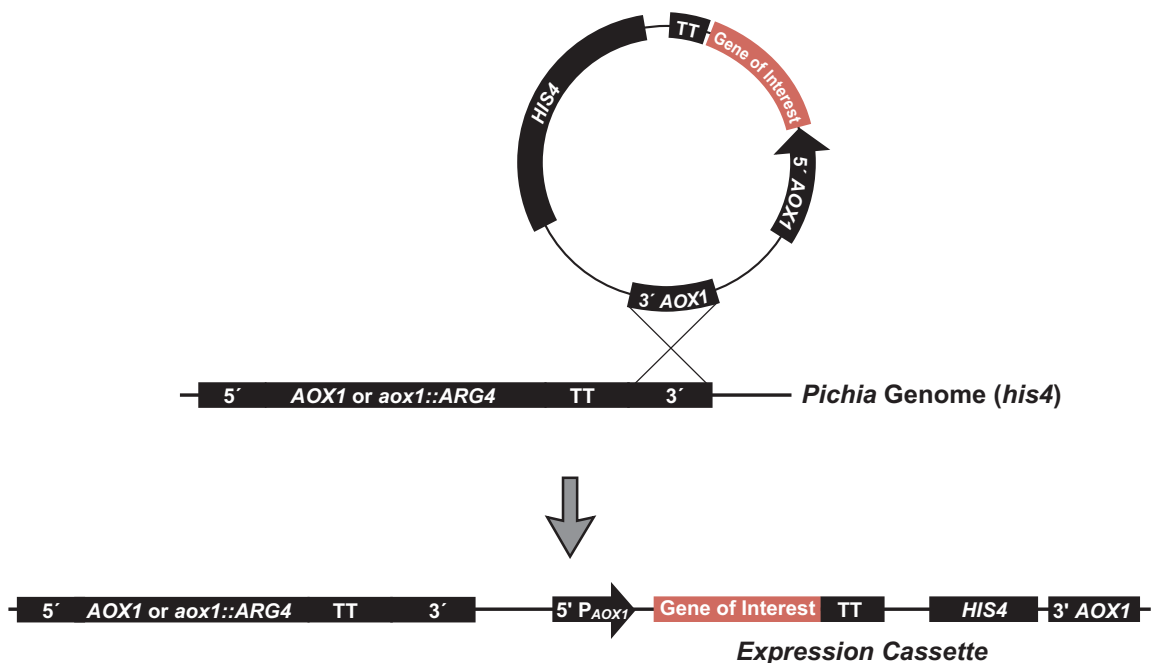 TT
Gene of Interest
HIS4
5´ AOX1
3´ AOX1
5´ AOX1 or aox1::ARG4 TT 3´
Pichia Genome (his4)
5´ AOX1 or aox1::ARG4 TT 3´ 5' PAOX1 Gene of Interest TT HIS4 3' AOX1
Expression Cassette